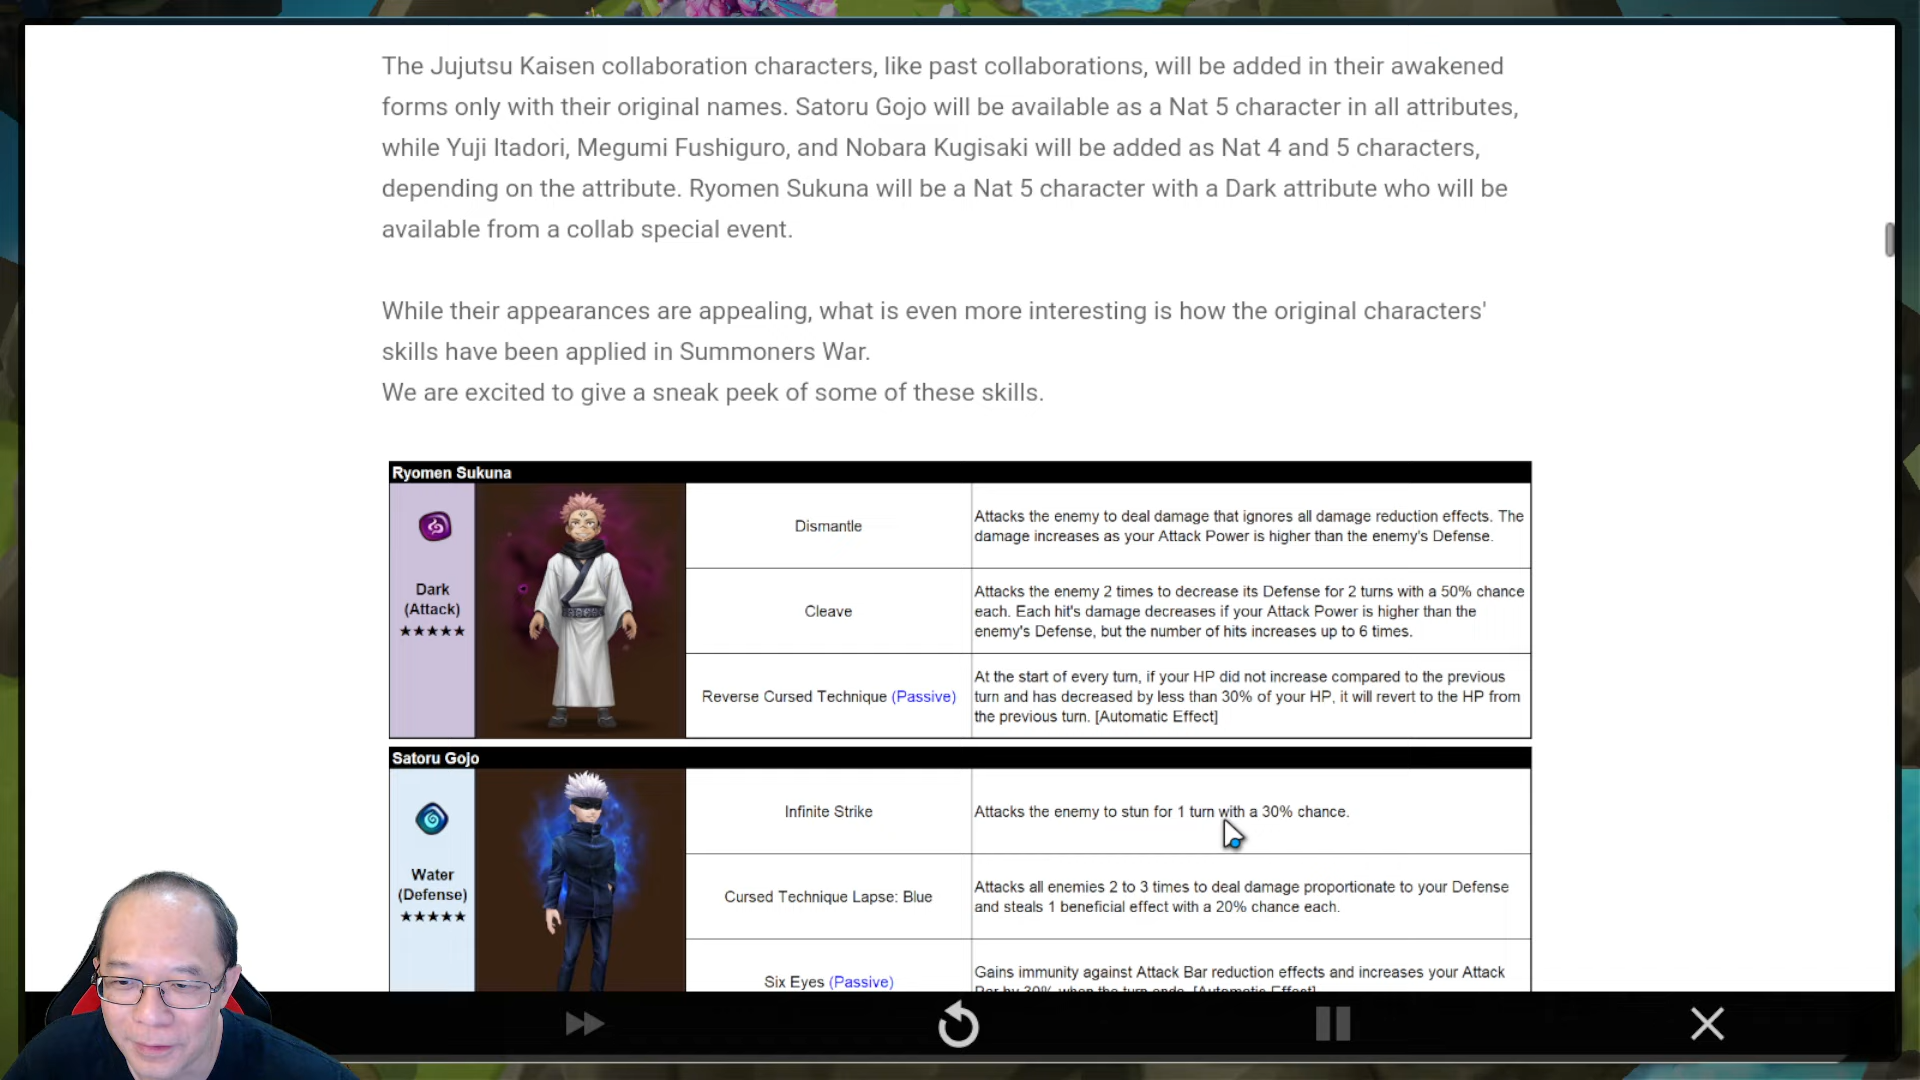 The Jujutsu Kaisen collaboration characters, like past collaborations, will be added in their awakened
forms only with their original names. Satoru Gojo will be available as a Nat 5 character in all attributes,
while Yuji Itadori, Megumi Fushiguro, and Nobara Kugisaki will be added as Nat 4 and 5 characters,
depending on the attribute. Ryomen Sukuna will be a Nat 5 character with a Dark attribute who will be
available from a collab special event.
While their appearances are appealing, what is even more interesting is how the original characters'
skills have been applied in Summoners War.
We are excited to give a sneak peek of some of these skills.
Ryomen Sukuna
Dark
(Attack)
★★★★★
Dismantle
Attacks the enemy to deal damage that ignores all damage reduction effects. The
damage increases as your Attack Power is higher than the enemy's Defense.
Cleave
Attacks the enemy 2 times to decrease its Defense for 2 turns with a 50% chance
each. Each hit's damage decreases if your Attack Power is higher than the
enemy's Defense, but the number of hits increases up to 6 times.
Reverse Cursed Technique (Passive)
At the start of every turn, if your HP did not increase compared to the previous
turn and has decreased by less than 30% of your HP, it will revert to the HP from
the previous turn. [Automatic Effect]
Satoru Gojo
Water
(Defense)
★★★★★
Infinite Strike
Attacks the enemy to stun for 1 turn with a 30% chance.
Cursed Technique Lapse: Blue
Attacks all enemies 2 to 3 times to deal damage proportionate to your Defense
and steals 1 beneficial effect with a 20% chance each.
Six Eyes (Passive)
Gains immunity against Attack Bar reduction effects and increases your Attack
Bar by 30% when the turn ends. [Automatic Effect]